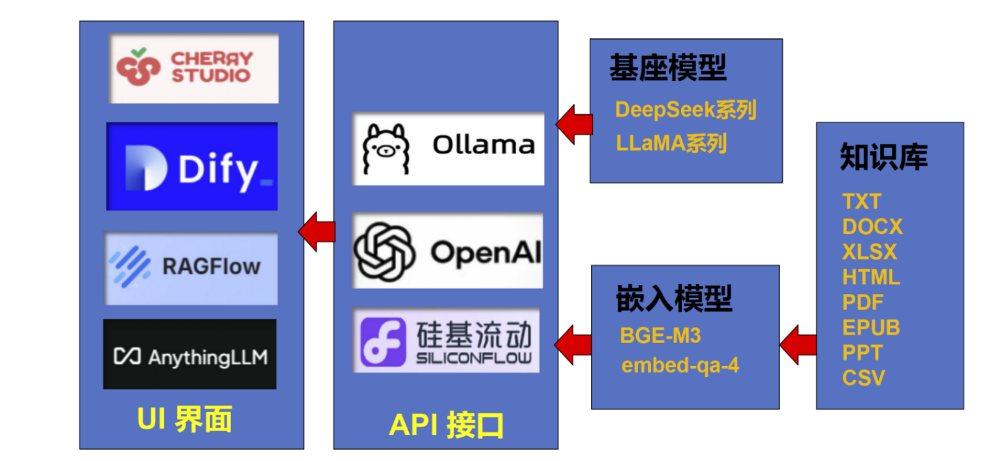 CHERRY
STUDIO
Dify_
RAGFlow
AnythingLLM
UI 界面
Ollama
OpenAI
硅基流动
SILICONFLOW
API 接口
基座模型
DeepSeek系列
LLaMA系列
嵌入模型
BGE-M3
embed-qa-4
知识库
TXT
DOCX
XLSX
HTML
PDF
EPUB
PPT
CSV